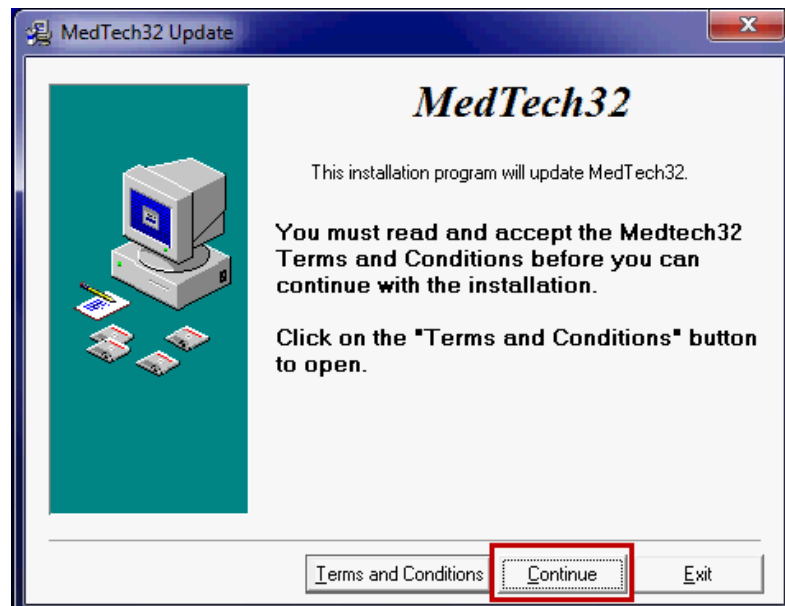 MedTech32 Update
MedTech32
This installation program will update MedTech32.
You must read and accept the Medtech32
Terms and Conditions before you can
continue with the installation.
Click on the "Terms and Conditions" button
to open.
Terms and Conditions Continue Exit